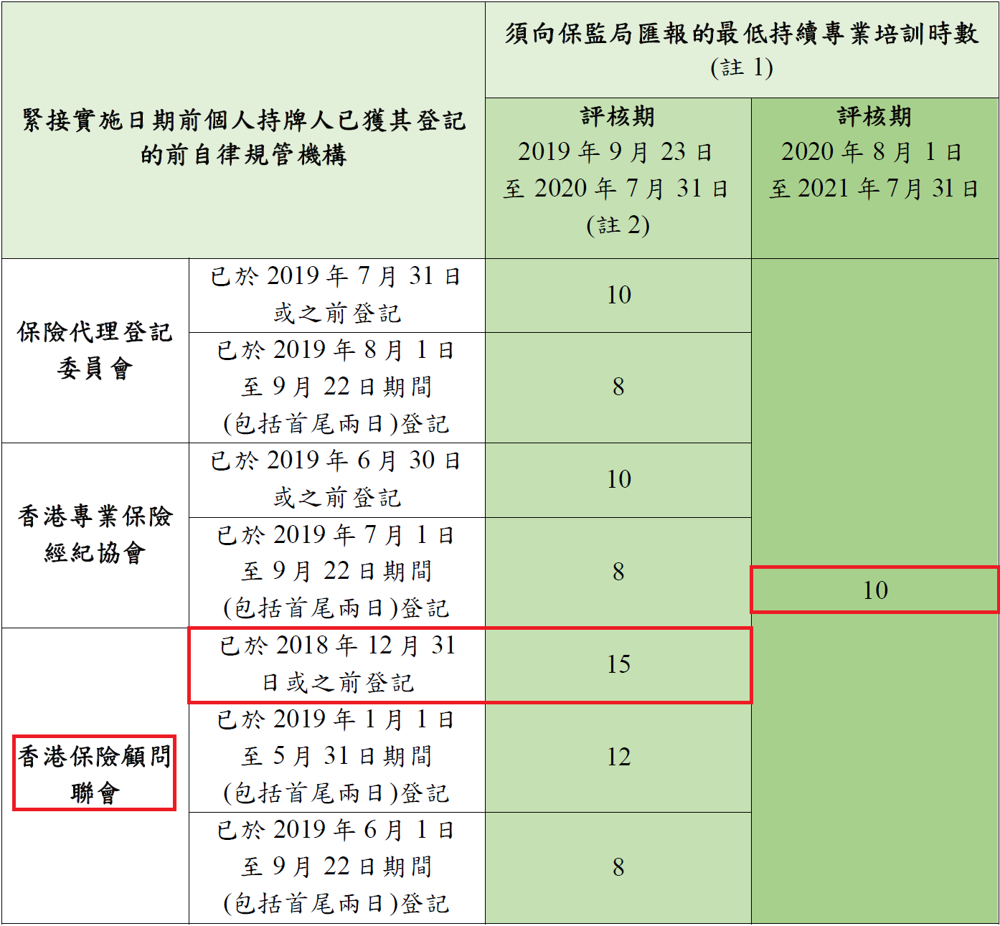 須向保監局匯報的最低持續專業培訓時數
(註 1)
緊接實施日期前個人持牌人已獲其登記
的前自律規管機構
評核期
2019 年 9 月 23 日
至 2020 年 7 月 31 日
(註 2)
評核期
2020 年 8 月 1 日
至 2021 年 7 月 31 日
保險代理登記
委員會
已於 2019 年 7 月 31 日
或之前登記
10
已於 2019 年 8 月 1 日
至 9 月 22 日期間
(包括首尾兩日)登記
8
香港專業保險
經紀協會
已於 2019 年 6 月 30 日
或之前登記
10
已於 2019 年 7 月 1 日
至 9 月 22 日期間
(包括首尾兩日)登記
8
10
香港保險顧問
聯會
已於 2018 年 12 月 31
日或之前登記
15
已於 2019 年 1 月 1 日
至 5 月 31 日期間
(包括首尾兩日)登記
12
已於 2019 年 6 月 1 日
至 9 月 22 日期間
(包括首尾兩日)登記
8